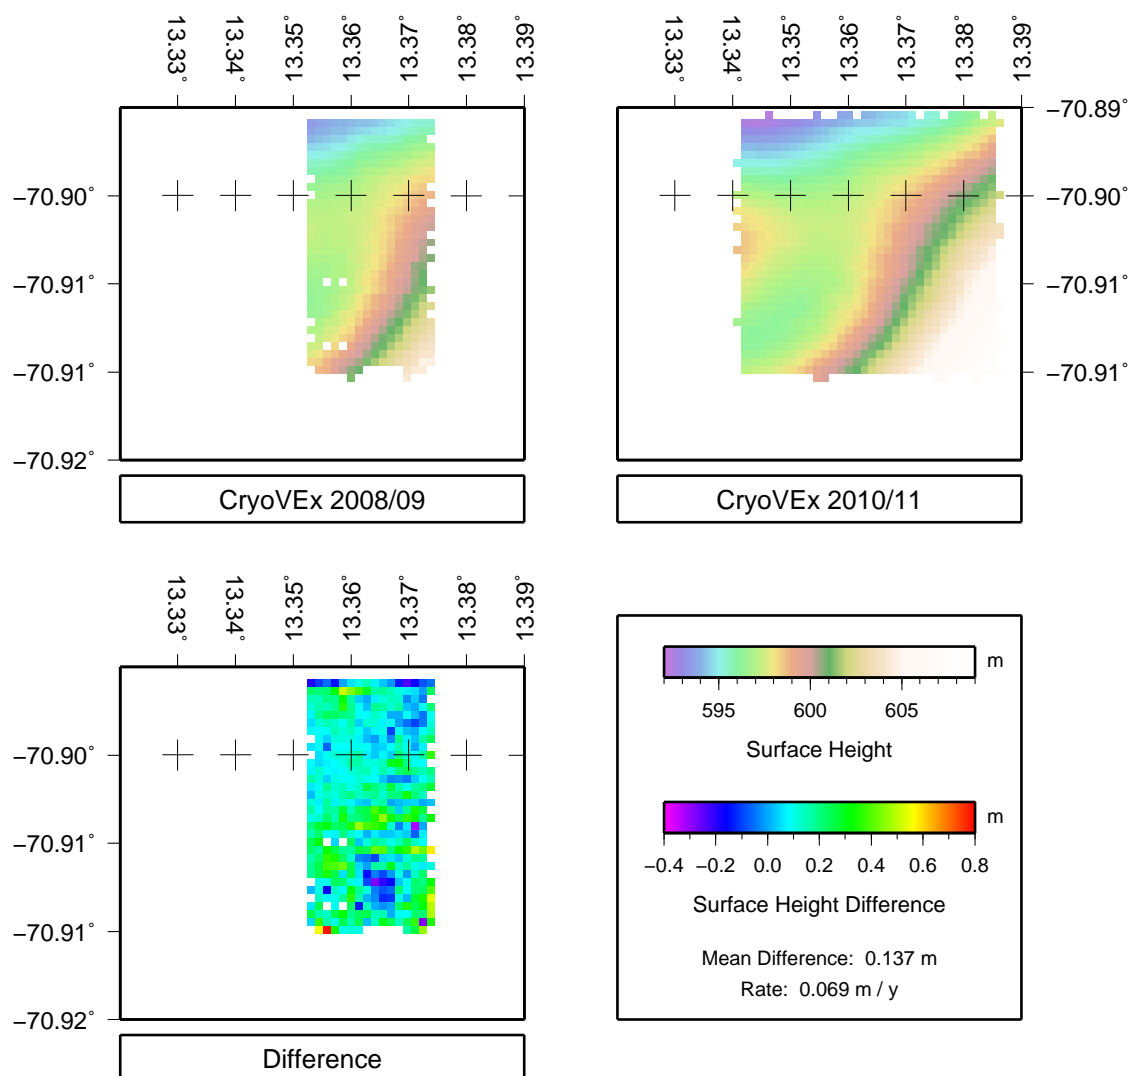 13.33° 13.34° 13.35° 13.36° 13.37° 13.38° 13.39°
13.33° 13.34° 13.35° 13.36° 13.37° 13.38° 13.39°
−70.89°
−70.90° −70.90°
−70.91° −70.91°
−70.91° −70.91°
−70.92°
CryoVEx 2008/09
CryoVEx 2010/11
13.33° 13.34° 13.35° 13.36° 13.37° 13.38° 13.39°
−70.90°
−70.91°
−70.91°
−70.92°
Difference
m
595 600 605
Surface Height
m
−0.4 −0.2 0.0 0.2 0.4 0.6 0.8
Surface Height Difference
Mean Difference: 0.137 m
Rate: 0.069 m / y